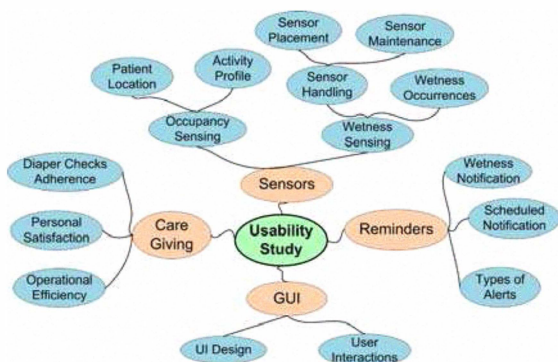 Sensor
Placement
Sensor
Maintenance
Patient
Location
Activity
Profile
Sensor
Handling
Wetness
Occurrences
Occupancy
Sensing
Wetness
Sensing
Diaper Checks
Adherence
Sensors
Wetness
Notification
Personal
Satisfaction
Care
Giving
Usability
Study
Reminders
Scheduled
Notification
Operational
Efficiency
GUI
Types of
Alerts
UI Design
User
Interactions